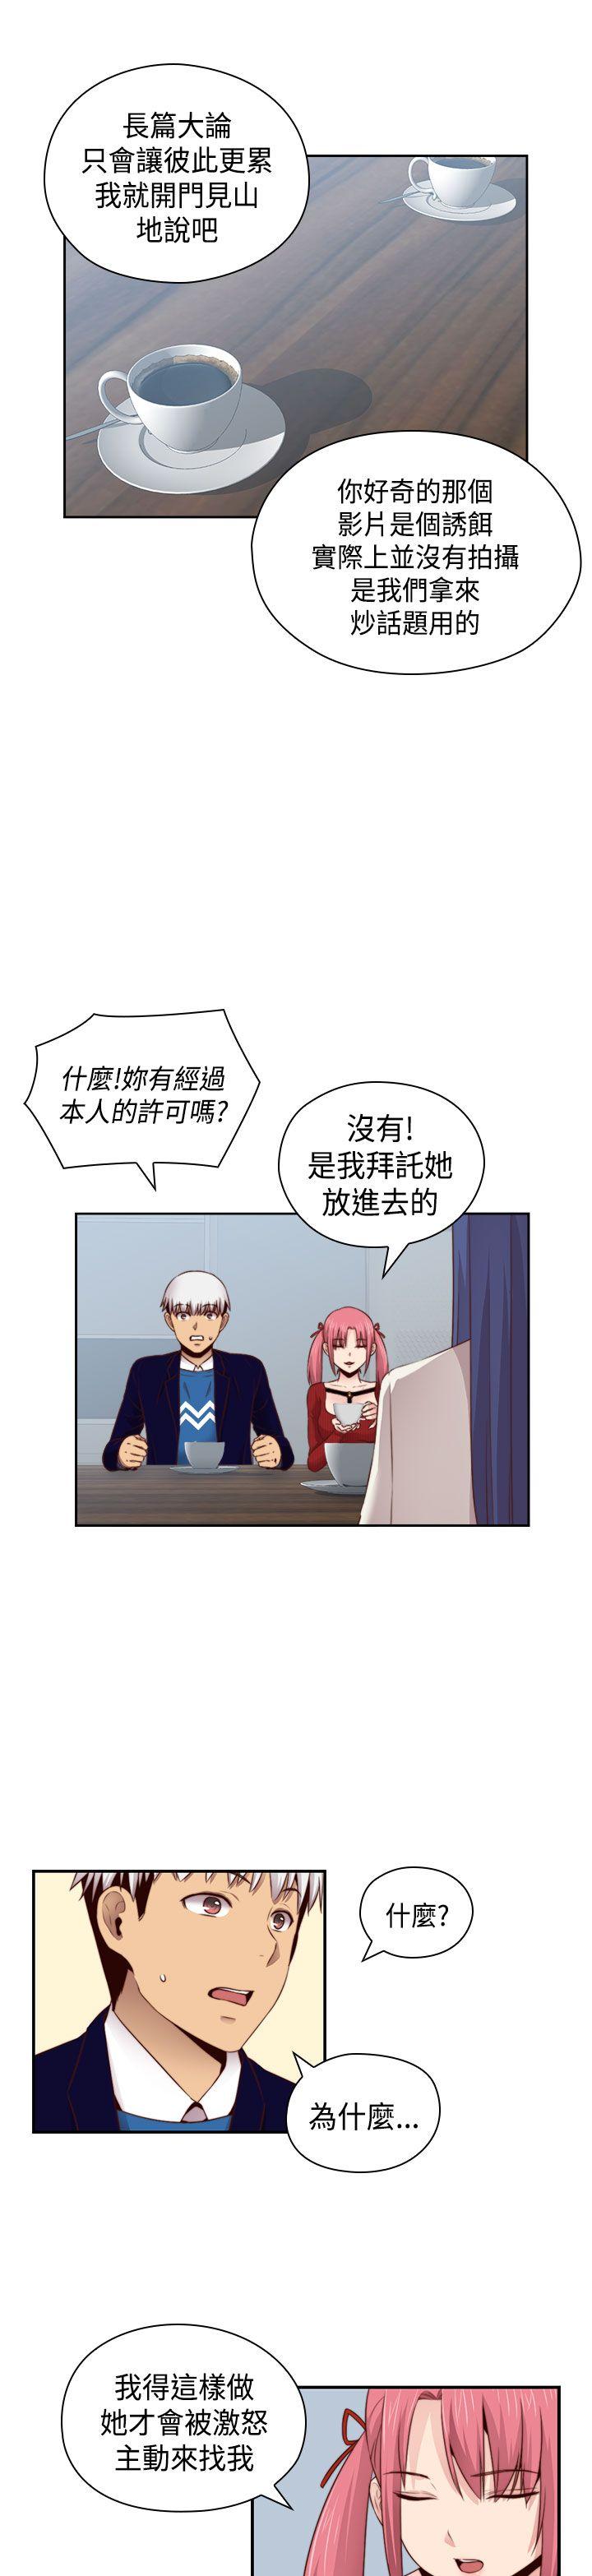 長篇大論
只會讓彼此更累
我就開門見山
地說吧
你好奇的那個
影片是個誘餌
實際上並沒有拍攝
是我們拿來
炒話題用的
什麼!妳有經過
本人的許可嗎?
沒有!
是我拜託她
放進去的
什麼?
為什麼...
我得這樣做
她才會被激怒
主動來找我